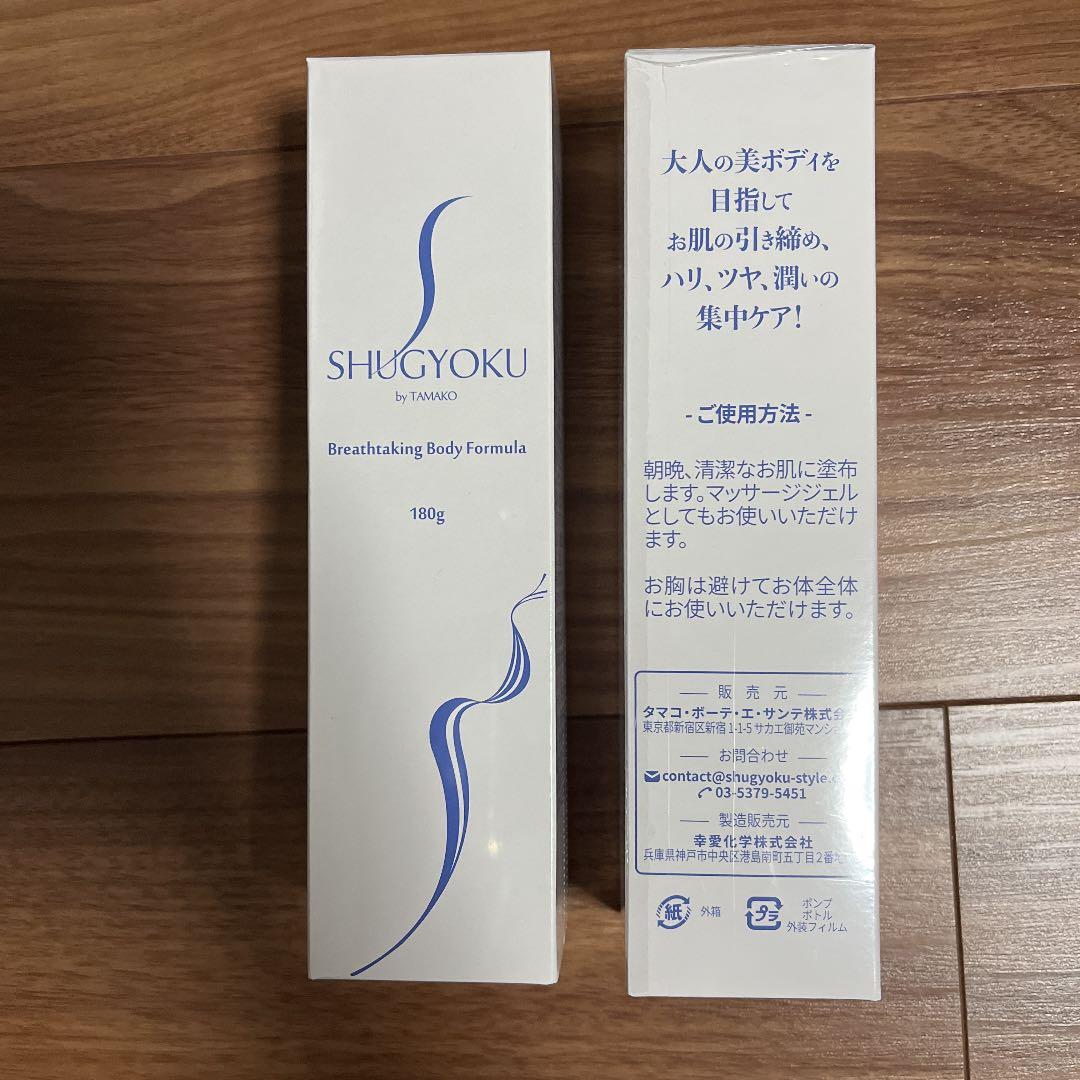 SHUGYOKU
by TAMAKO
Breathtaking Body Formula
180g
大人の美ボディを
目指して
お肌の引き締め、
ハリ、ツヤ、潤いの
集中ケア!
- ご使用方法 -
朝晩、清潔なお肌に塗布
します。マッサージジェル
としてもお使いいただけ
ます。
お胸は避けてお体全体
にお使いいただけます。
販売元
タマコ・ボーテ・エ・サンテ株式会
東京都新宿区新宿1-1-5 サカエ御苑マンシ
お問合わせ
contact@shugyoku-style.c
03-5379-5451
製造販売元
幸愛化学株式会社
兵庫県神戸市中央区港島南町五丁目2番
紙
外箱
プラ
ポンプ
ボトル
外装フィルム